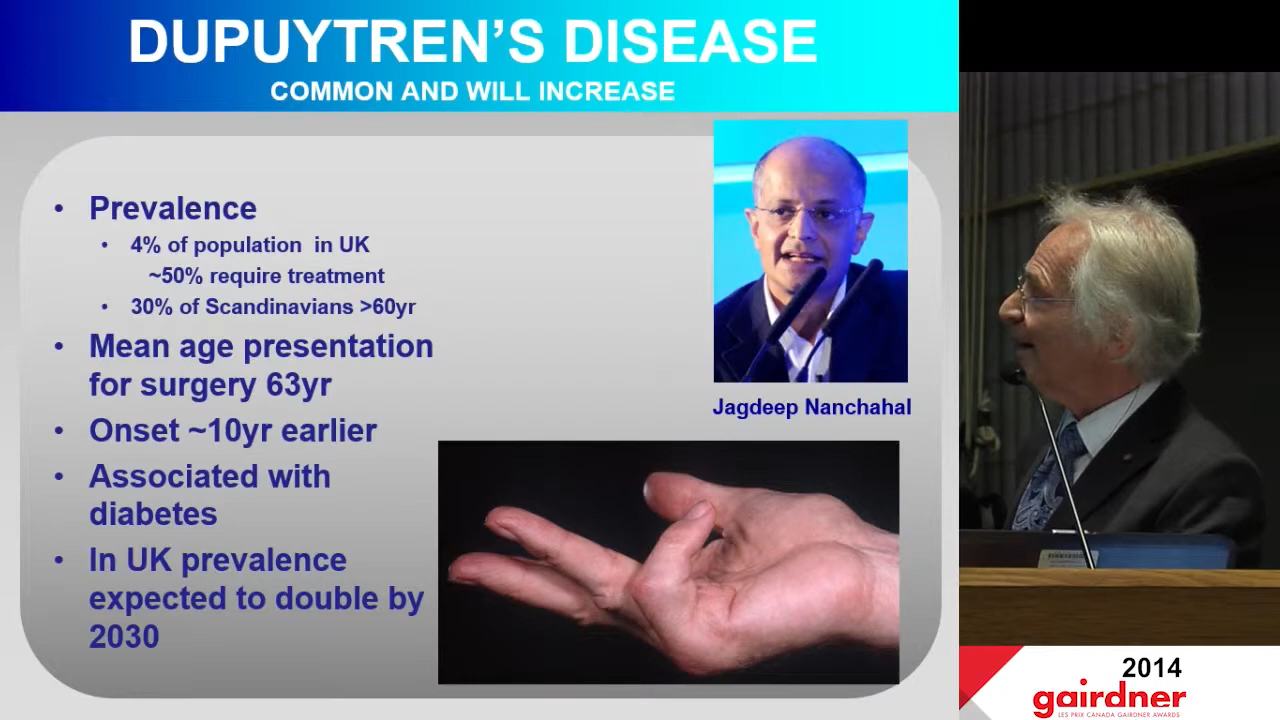 DUPUYTREN’S DISEASE
COMMON AND WILL INCREASE
• Prevalence
• 4% of population in UK
~50% require treatment
• 30% of Scandinavians >60yr
• Mean age presentation
for surgery 63yr
• Onset ~10yr earlier
• Associated with
diabetes
• In UK prevalence
expected to double by
2030
Jagdeep Nanchahal
2014
gairdner
LES PRIX CANADA GAIRDNER AWARDS